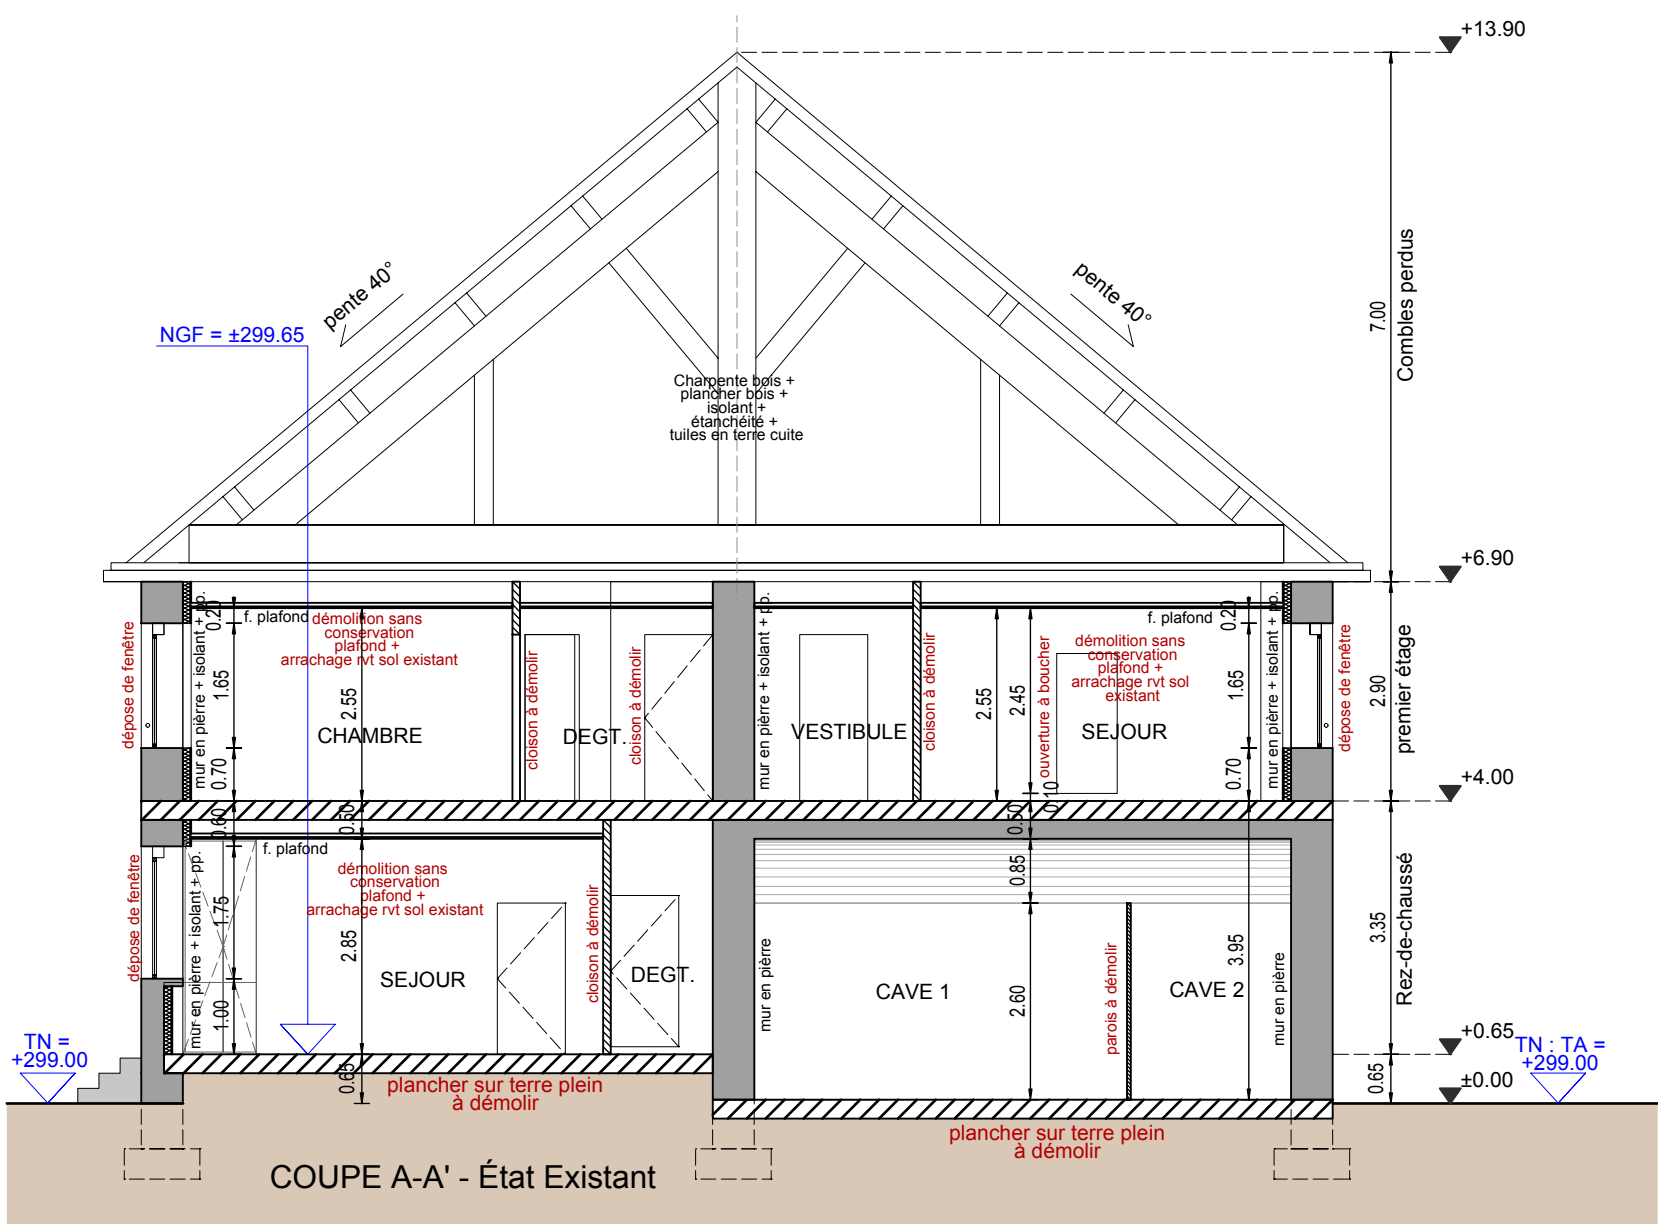 +13.90
pente 40°
pente 40°
7.00
Combles perdus
NGF = ±299.65
Charpente bois +
plancher bois +
isolant +
étanchéité +
tuiles en terre cuite
+6.90
dépose de fenêtre
mur en pièrre + isolant + pp.
0.20
1.65
0.70
f. plafond
démolition sans
conservation
plafond +
arrachage rvt sol existant
2.55
CHAMBRE
cloison à démolir
DEGT.
cloison à démolir
mur en pièrre + isolant + pp.
VESTIBULE
cloison à démolir
2.55
2.45
0.10
ouverture à boucher
f. plafond
démolition sans
conservation
plafond +
arrachage rvt sol
existant
SEJOUR
0.20
1.65
0.70
mur en pièrre + isolant + pp.
dépose de fenêtre
2.90
premier étage
+4.00
dépose de fenêtre
mur en pièrre + isolant + pp.
0.60
1.75
1.00
f. plafond
0.50
démolition sans
conservation
plafond +
arrachage rvt sol existant
2.85
SEJOUR
cloison à démolir
DEGT.
mur en pièrre
CAVE 1
0.50
0.85
2.60
parois à démolir
CAVE 2
3.95
mur en pièrre
3.35
Rez-de-chaussé
+0.65
TN =
+299.00
0.65
plancher sur terre plein
à démolir
0.65
±0.00
TN : TA =
+299.00
plancher sur terre plein
à démolir
COUPE A-A' - État Existant